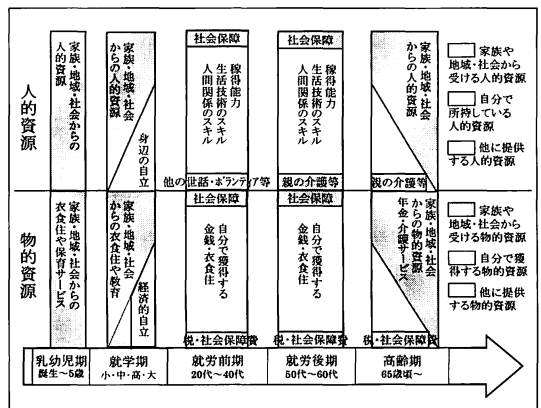 人的資源
家族・地域・社会からの
人的資源
家族・地域・社会
からの人的資源
身辺の自立
社会保障
稼得能力
生活技術のスキル
人間関係のスキル
他の世話・ボランティア等
社会保障
稼得能力
生活技術のスキル
人間関係のスキル
親の介護等
家族・地域・社会
からの人的資源
親の介護等
家族や
地域・社会から
受ける人的資源
自分で
所持している
人的資源
他に提供
する人的資源
物的資源
家族・地域・社会からの
衣食住や保育サービス
家族・地域・社会
からの衣食住や教育
経済的自立
社会保障
自分で獲得する
金銭・衣食住
税・社会保障費
社会保障
自分で獲得する
金銭・衣食住
税・社会保障費
家族・地域・社会
からの物的資源
年金・介護サービス
税・社会保障費
家族や
地域・社会から
受ける物的資源
自分で獲
得する物的資源
他に提供
する物的資源
乳幼児期
誕生～5歳
就学期
小・中・高・大
就労前期
20代～40代
就労後期
50代～60代
高齢期
65歳頃～